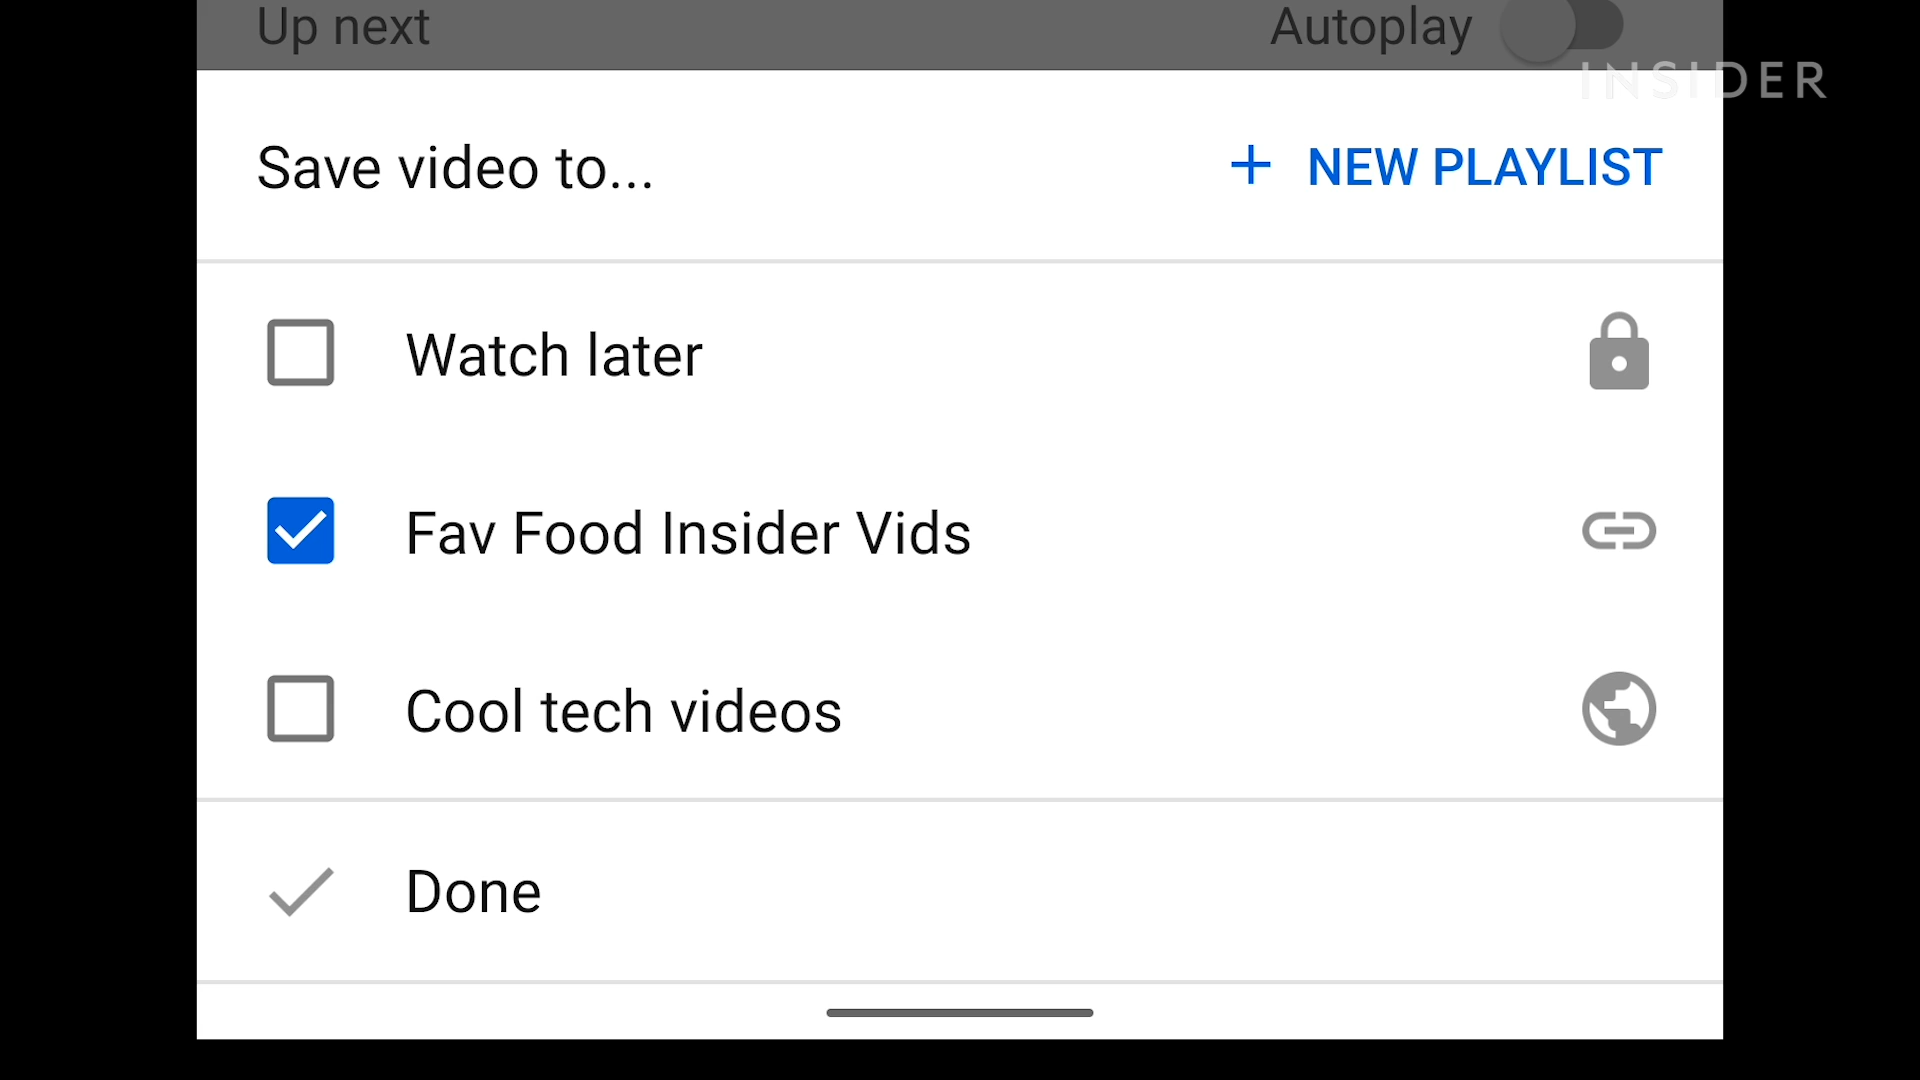 Up next
Autoplay
INSIDER
Save video to...
+ NEW PLAYLIST
Watch later
Fav Food Insider Vids
Cool tech videos
Done